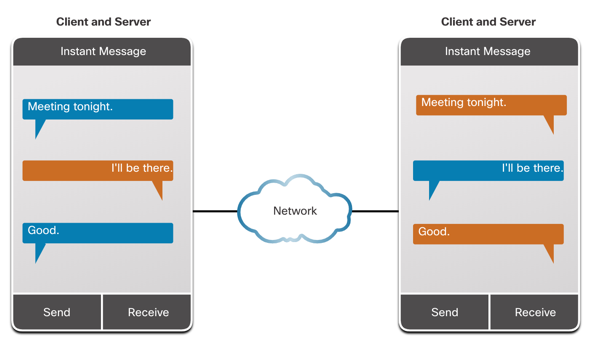 Client and Server
Instant Message
Meeting tonight.
I'll be there.
Good.
Send
Receive
Network
Client and Server
Instant Message
Meeting tonight.
I'll be there.
Good.
Send
Receive